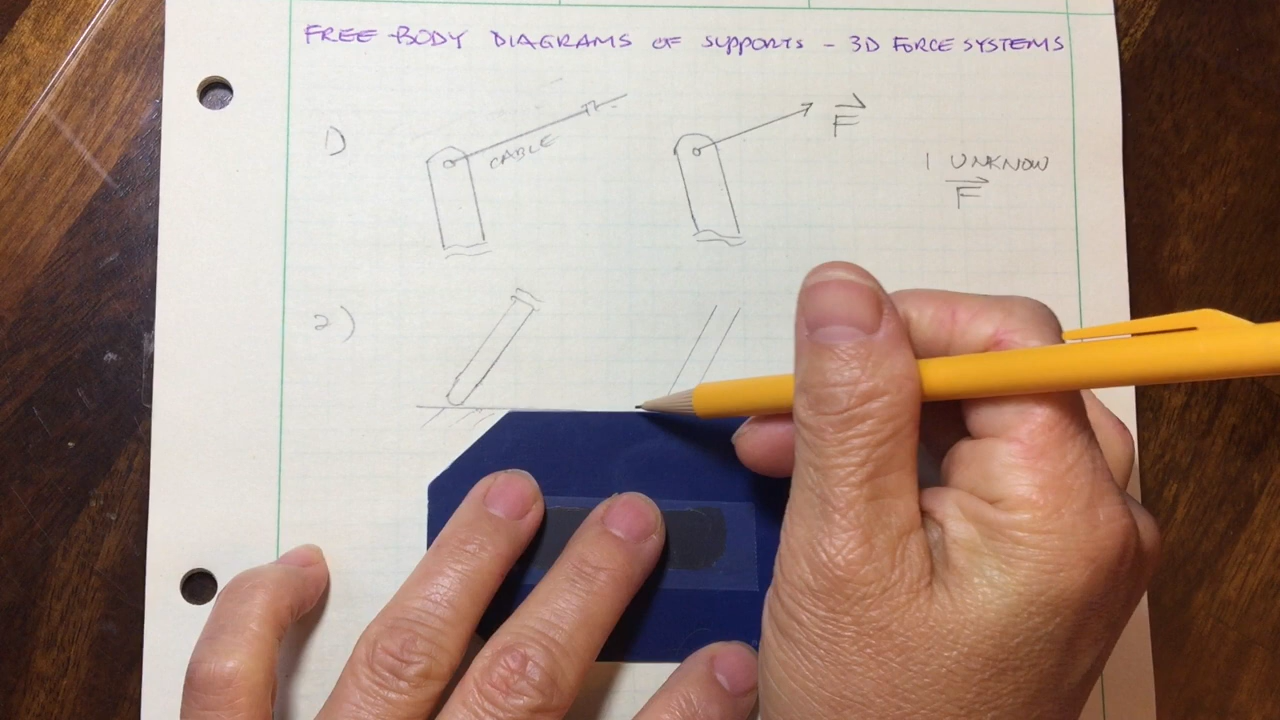 FREE-BODY DIAGRAMS OF SUPPORTS - 3D FORCE SYSTEMS
1)
CABLE
F
1 UNKNOW
F
2)